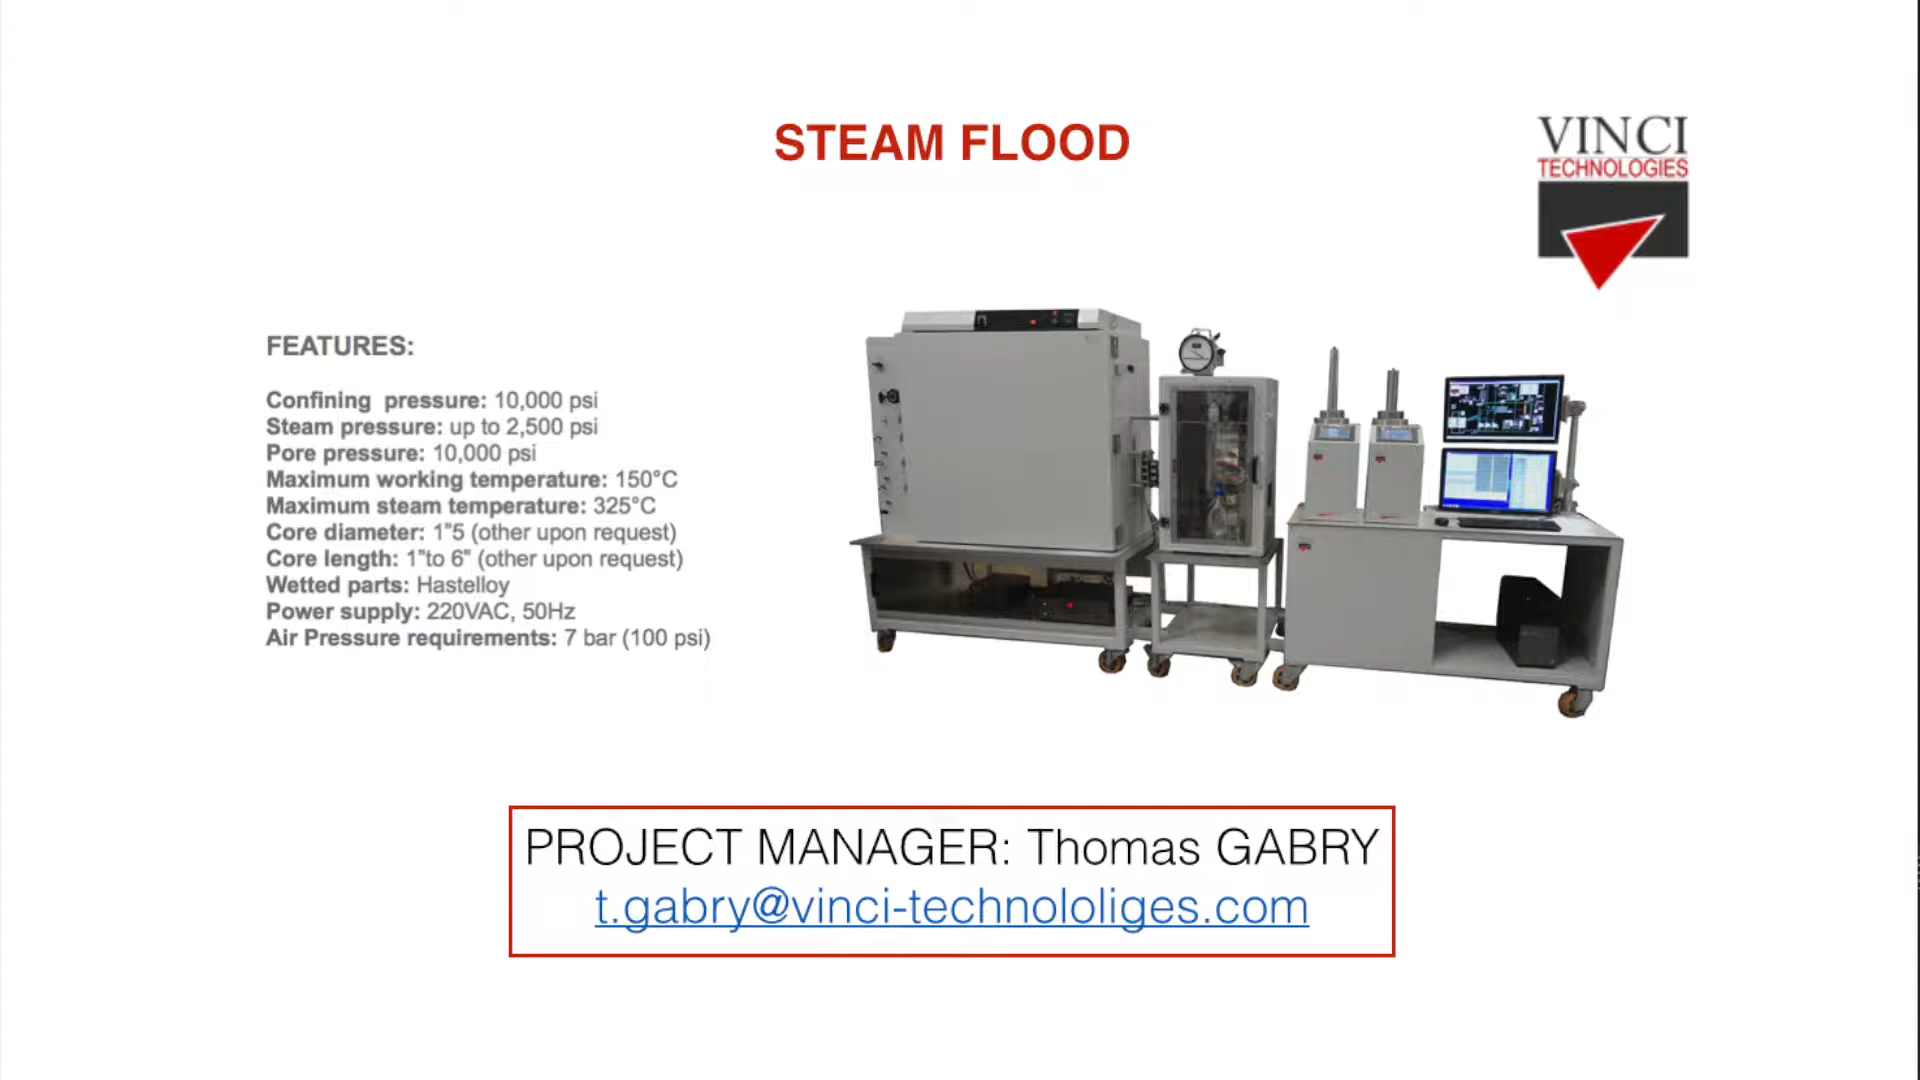 STEAM FLOOD
VINCI
TECHNOLOGIES
FEATURES:
Confining pressure: 10,000 psi
Steam pressure: up to 2,500 psi
Pore pressure: 10,000 psi
Maximum working temperature: 150°C
Maximum steam temperature: 325°C
Core diameter: 1"5 (other upon request)
Core length: 1"to 6" (other upon request)
Wetted parts: Hastelloy
Power supply: 220VAC, 50Hz
Air Pressure requirements: 7 bar (100 psi)
PROJECT MANAGER: Thomas GABRY
t.gabry@vinci-technololiges.com